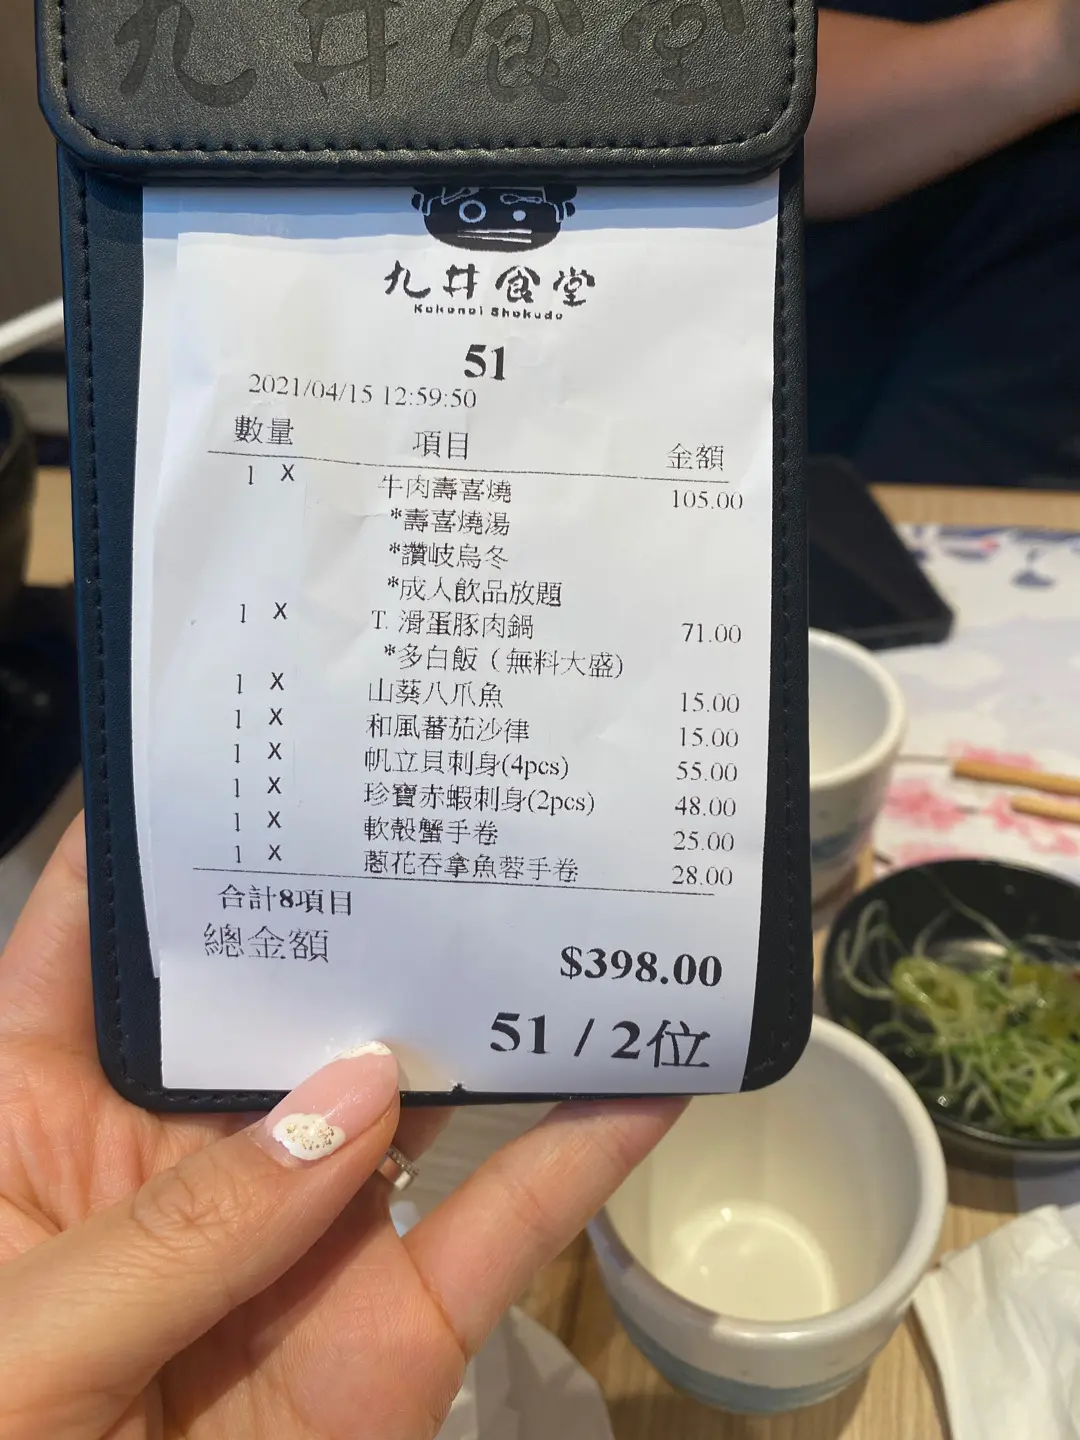 九井食堂
九井食堂
Kokonoi Shokudo
51
2021/04/15 12:59:50
數量 項目 金額
1 X 牛肉壽喜燒 105.00
*壽喜燒湯
*讚岐烏冬
*成人飲品放題
1 X T. 滑蛋豚肉鍋 71.00
*多白飯（無料大盛）
1 X 山葵八爪魚 15.00
1 X 和風蕃茄沙律 15.00
1 X 帆立貝刺身(4pcs) 55.00
1 X 珍寶赤蝦刺身(2pcs) 48.00
1 X 軟殼蟹手卷 25.00
1 X 蔥花吞拿魚蓉手卷 28.00
合計8項目
總金額 $398.00
51 / 2位